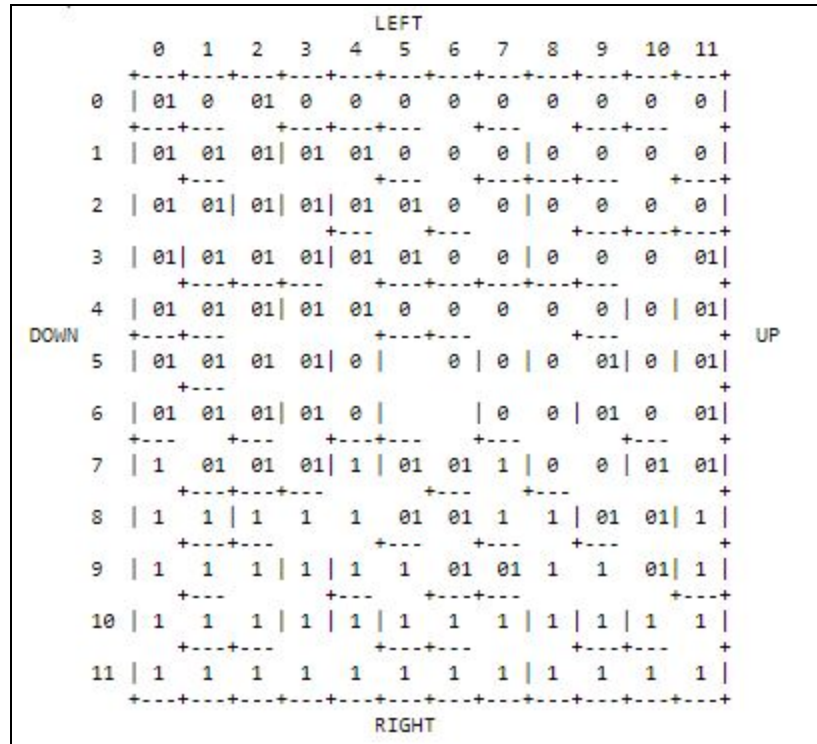 LEFT
0 1 2 3 4 5 6 7 8 9 10 11
+---+---+---+---+---+---+---+---+---+---+---+---+
0 | 01 0 01 0 0 0 0 0 0 0 0 0 |
+---+--- +---+---+--- +--- +---+--- +
1 | 01 01 01| 01 01 0 0 0 | 0 0 0 0 |
+--- +--- +---+---+--- +---+
2 | 01 01| 01| 01| 01 01 0 0 | 0 0 0 0 |
+--- +--- +---+---+---+
3 | 01| 01 01 01| 01 01 0 0 | 0 0 0 01|
+---+---+--- +---+---+---+---+--- +
4 | 01 01 01| 01 01 0 0 0 0 0 | 0 | 01|
DOWN +---+--- +---+--- +--- + UP
5 | 01 01 01 01| 0 | 0 | 0 | 0 01| 0 | 01|
+--- +
6 | 01 01 01| 01 0 | | 0 0 | 01 0 01|
+--- +--- +---+--- +--- +--- +
7 | 1 01 01 01| 1 | 01 01 1 | 0 0 | 01 01|
+---+---+--- +--- +--- +
8 | 1 1 | 1 1 1 01 01 1 1 | 01 01| 1 |
+---+--- +--- +--- +--- +
9 | 1 1 1 | 1 | 1 1 01 01 1 1 01| 1 |
+--- +--- +---+--- +---+
10 | 1 1 1 | 1 | 1 | 1 1 1 | 1 | 1 | 1 1 |
+---+--- +---+--- +---+--- +
11 | 1 1 1 1 1 1 1 1 | 1 1 1 1 |
+---+---+---+---+---+---+---+---+---+---+---+---+
RIGHT